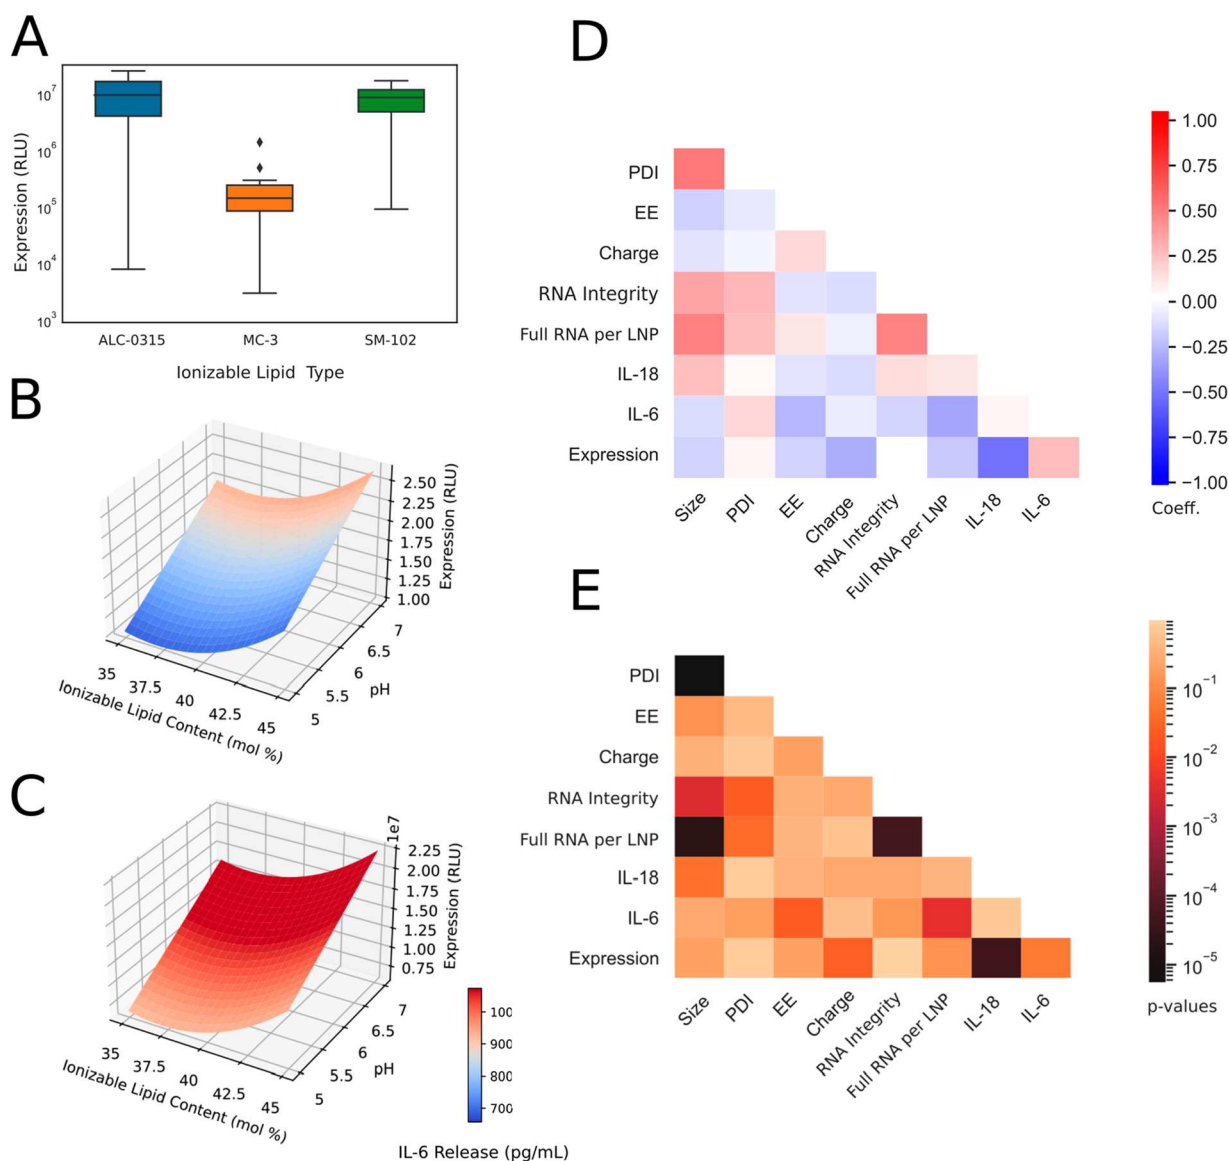 A
Expression (RLU)
10^7
10^6
10^5
10^4
10^3
ALC-0315 MC-3 SM-102
Ionizable Lipid Type
B
2.50
2.25
2.00
1.75
1.50
1.25
1.00
Expression (RLU)
35 37.5 40 42.5 45
Ionizable Lipid Content (mol %)
5 5.5 6 6.5 7
pH
C
1e7
2.25
2.00
1.75
1.50
1.25
1.00
0.75
Expression (RLU)
35 37.5 40 42.5 45
Ionizable Lipid Content (mol %)
5 5.5 6 6.5 7
pH
100
900
800
700
IL-6 Release (pg/mL)
D
PDI
EE
Charge
RNA Integrity
Full RNA per LNP
IL-18
IL-6
Expression
Size PDI EE Charge RNA Integrity Full RNA per LNP IL-18 IL-6
1.00
0.75
0.50
0.25
0.00
−0.25
−0.50
−0.75
−1.00
Coeff.
E
PDI
EE
Charge
RNA Integrity
Full RNA per LNP
IL-18
IL-6
Expression
Size PDI EE Charge RNA Integrity Full RNA per LNP IL-18 IL-6
10^−1
10^−2
10^−3
10^−4
10^−5
p-values